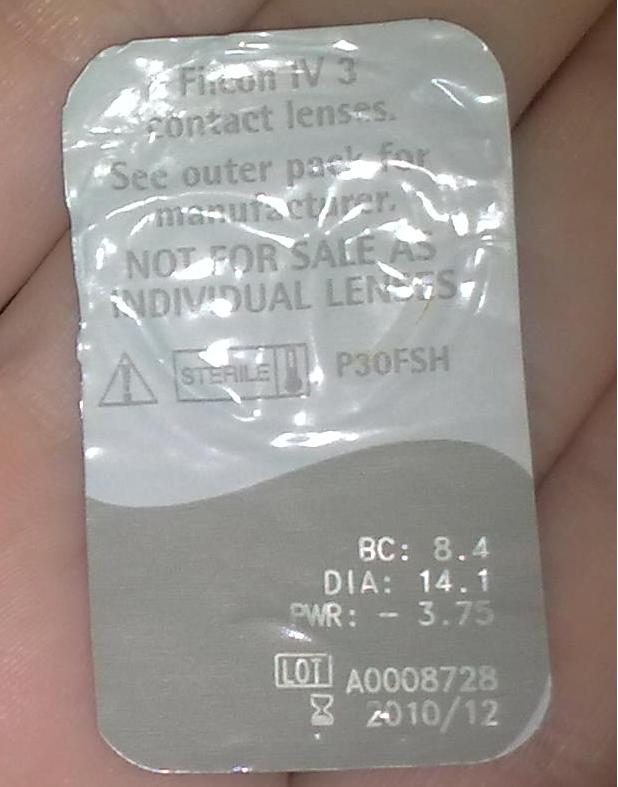 Filcon IV 3
contact lenses.
See outer pack for
manufacturer.
NOT FOR SALE AS
INDIVIDUAL LENSES
STERILE P30FSH
BC: 8.4
DIA: 14.1
PWR: - 3.75
LOT A0008728
2010/12